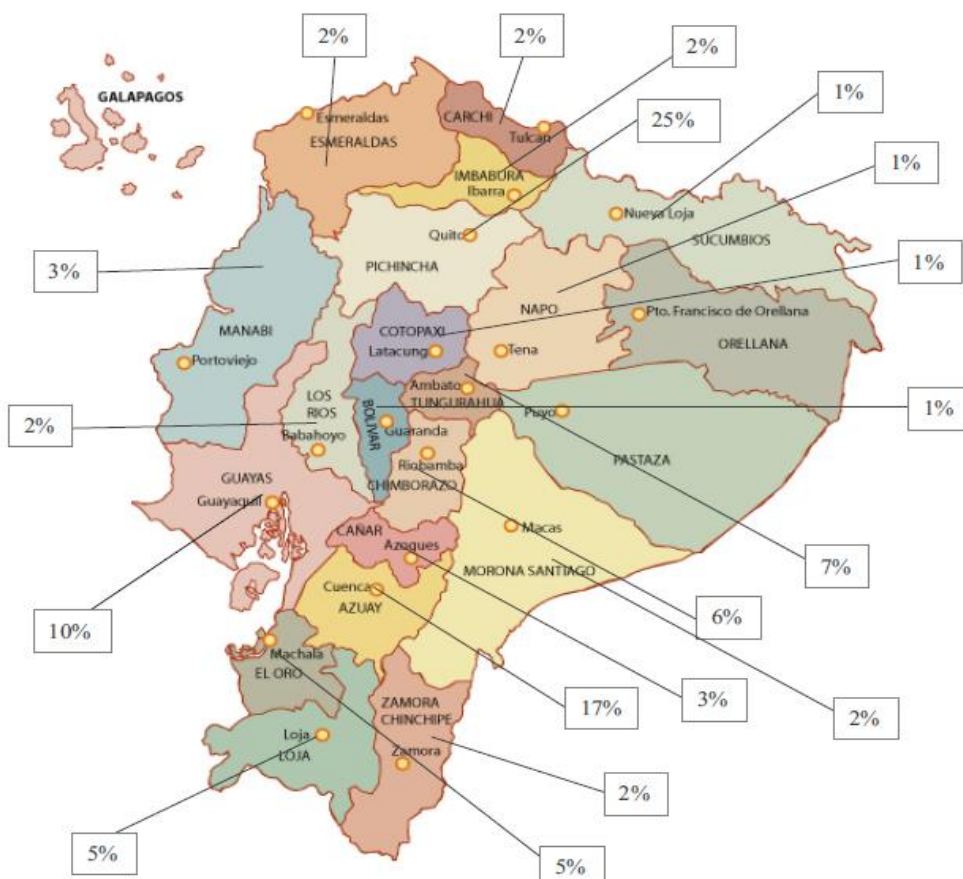 2%
2%
2%
1%
25%
1%
1%
3%
2%
1%
10%
7%
6%
3%
17%
2%
2%
5%
5%
GALAPAGOS
Esmeraldas
ESMERALDAS
CARCHI
Tulcan
IMBABURA
Ibarra
Quito
PICHINCHA
Nueva Loja
SUCUMBIOS
MANABI
Portoviejo
COTOPAXI
Latacung
NAPO
Tena
Pto. Francisco de Orellana
ORELLANA
LOS
RIOS
Babahoyo
BOLIVAR
Guaranda
Ambato
TUNGURAHUA
Puyo
PASTAZA
Riobamba
CHIMBORAZO
GUAYAS
Guayaquil
CAÑAR
Azogues
Macas
MORONA SANTIAGO
Cuenca
AZUAY
Machala
EL ORO
ZAMORA
CHINCHIPE
Zamora
Loja
LOJA